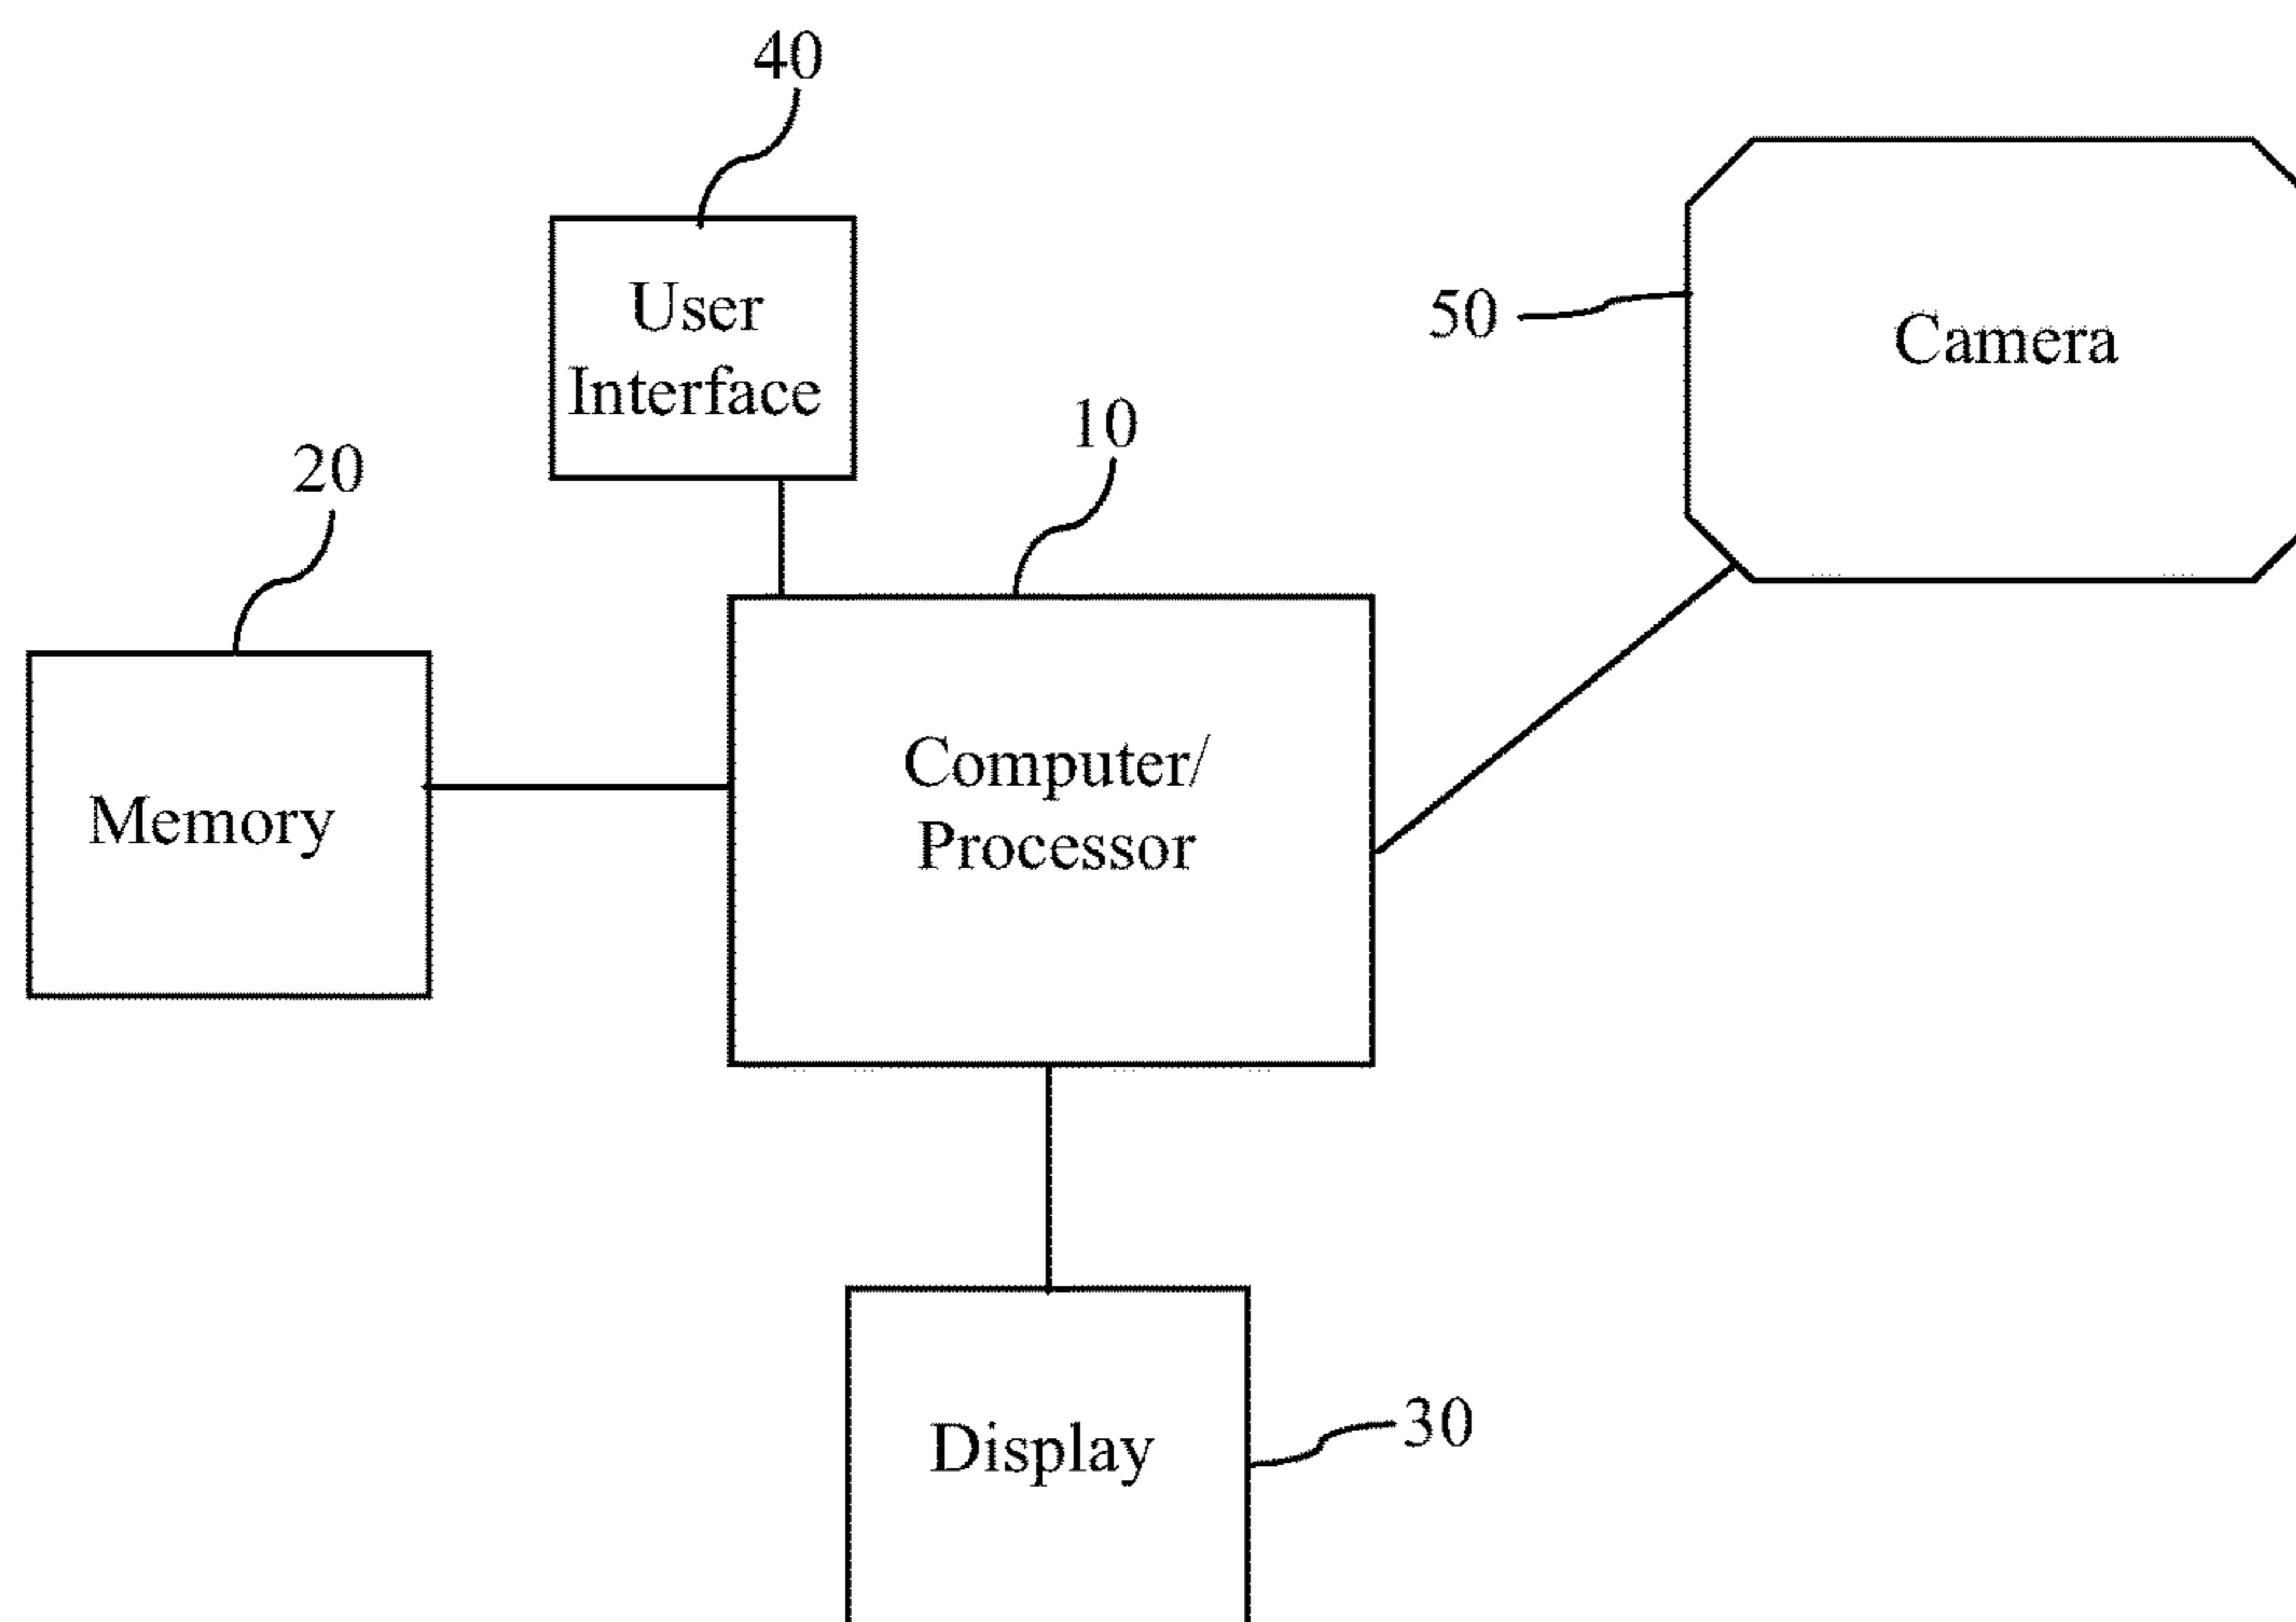 40
User
Interface
50
Camera
10
20
Computer/
Processor
Memory
30
Display